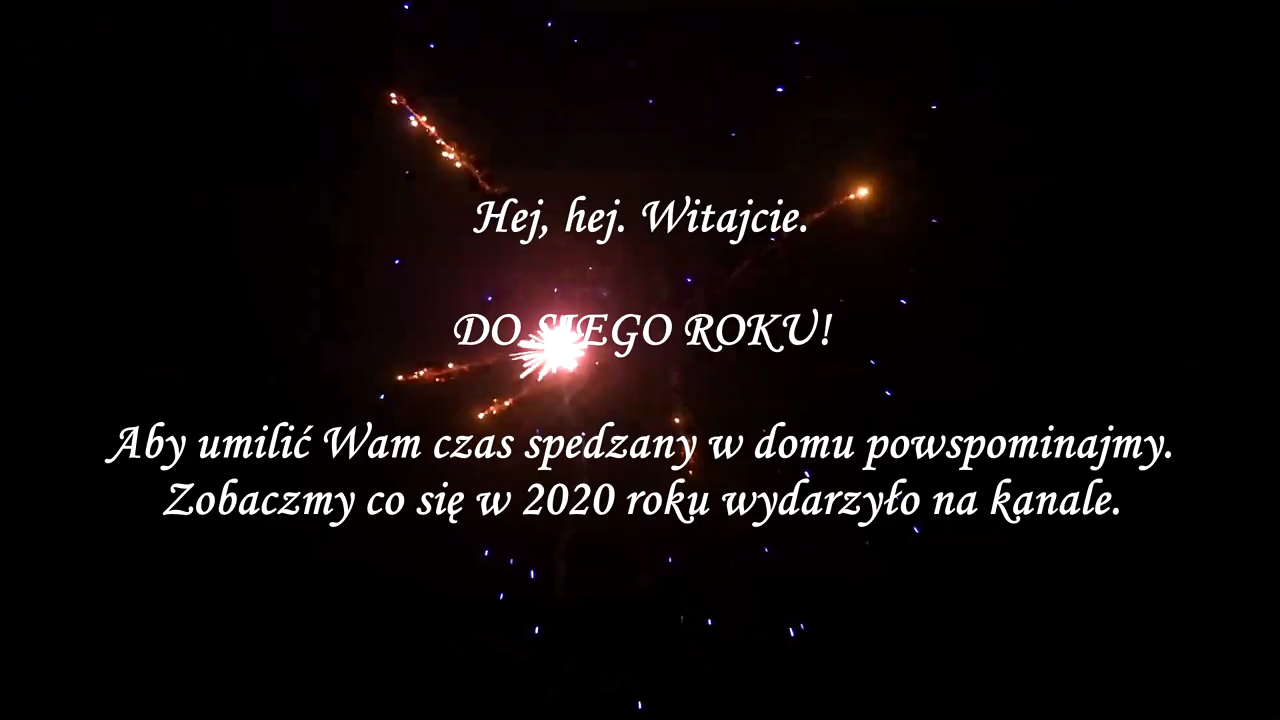 Hej, hej. Witajcie.
DO SIEGO ROKU!
Aby umilić Wam czas spedzany w domu powspominajmy.
Zobaczmy co się w 2020 roku wydarzyło na kanale.